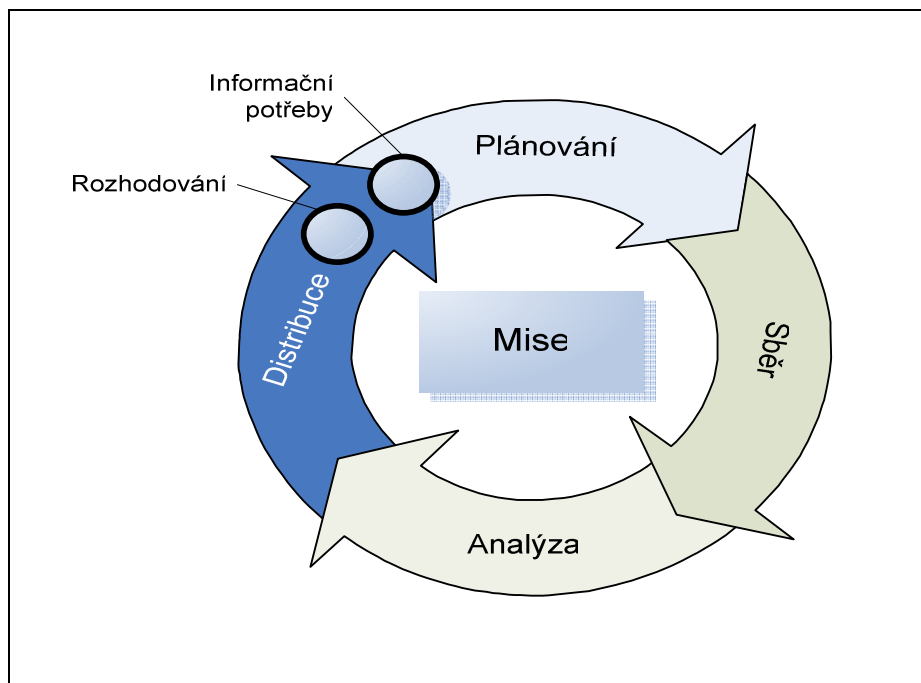 Informační
potřeby
Plánování
Rozhodování
Distribuce
Mise
Sběr
Analýza